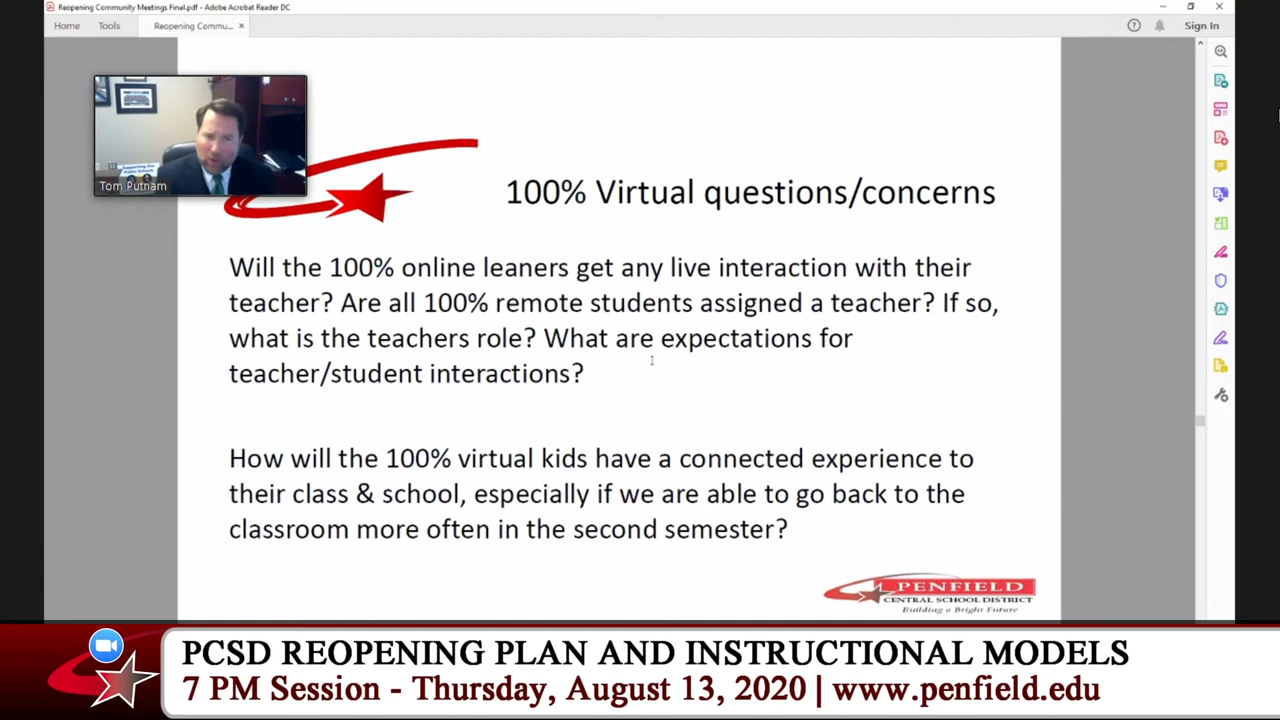 Reopening Community Meetings Final.pdf - Adobe Acrobat Reader DC
Home Tools Reopening Commu... × Sign In
Supporting Our
Public Schools
Tom Putnam
100% Virtual questions/concerns
Will the 100% online leaners get any live interaction with their
teacher? Are all 100% remote students assigned a teacher? If so,
what is the teachers role? What are expectations for
teacher/student interactions?
How will the 100% virtual kids have a connected experience to
their class & school, especially if we are able to go back to the
classroom more often in the second semester?
PENFIELD
CENTRAL SCHOOL DISTRICT
Building a Bright Future
PCSD REOPENING PLAN AND INSTRUCTIONAL MODELS
7 PM Session - Thursday, August 13, 2020 | www.penfield.edu